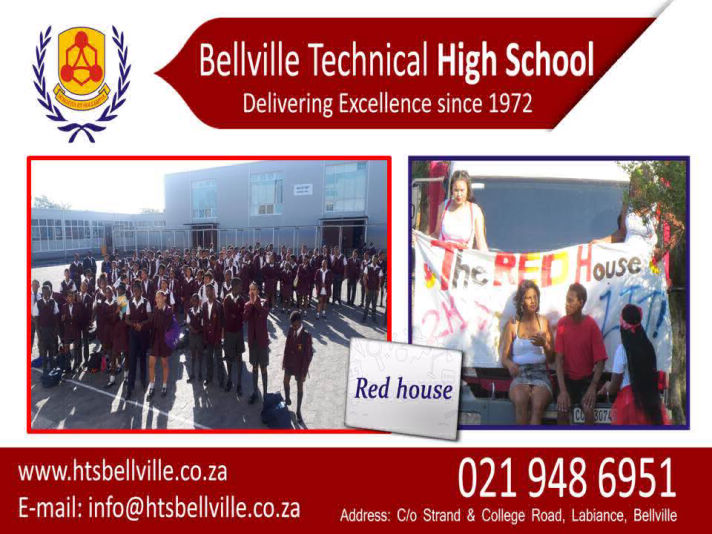 Bellville Technical High School
Delivering Excellence since 1972
The RED House
Red house
www.htsbellville.co.za
E-mail: info@htsbellville.co.za
021 948 6951
Address: C/o Strand & College Road, Labiance, Bellville